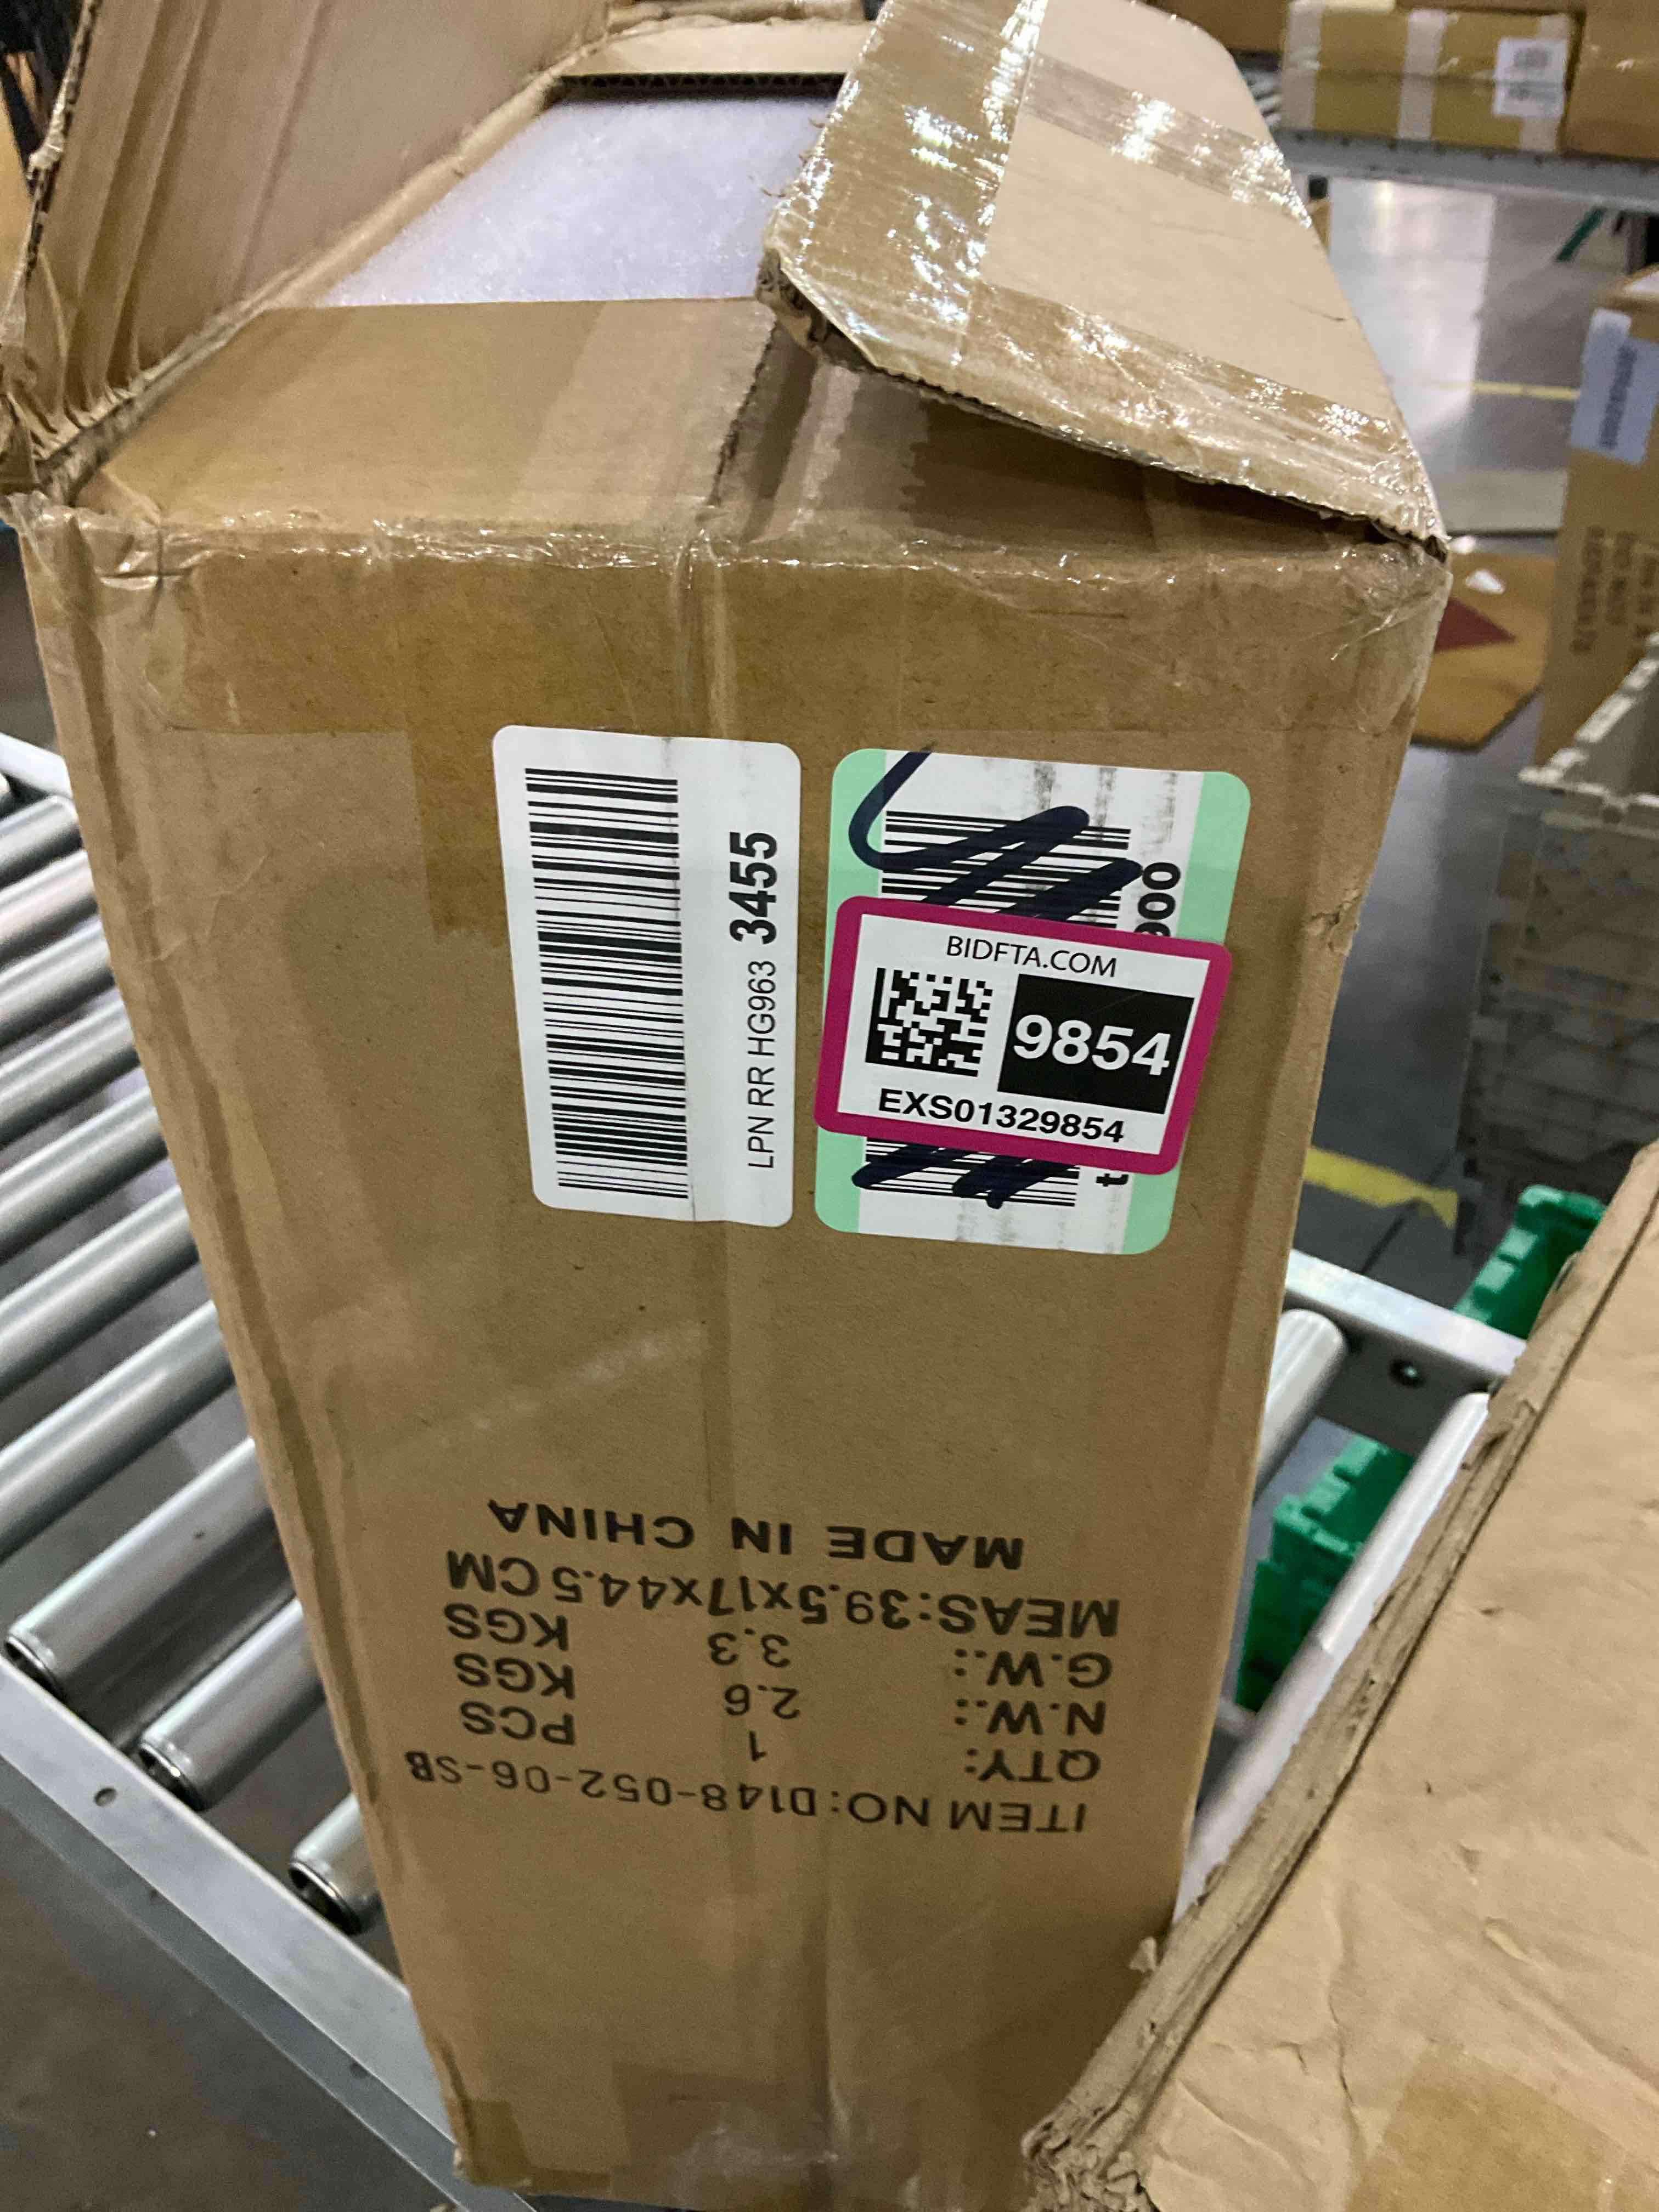 LPN RR HG963 3455
900
t
BIDFTA.COM
9854
EXS01329854
ITEM NO:D148-052-06-SB
QTY: 1 PCS
N.W.: 2.6 KGS
G.W.: 3.3 KGS
MEAS:39.5x17x44.5 CM
MADE IN CHINA